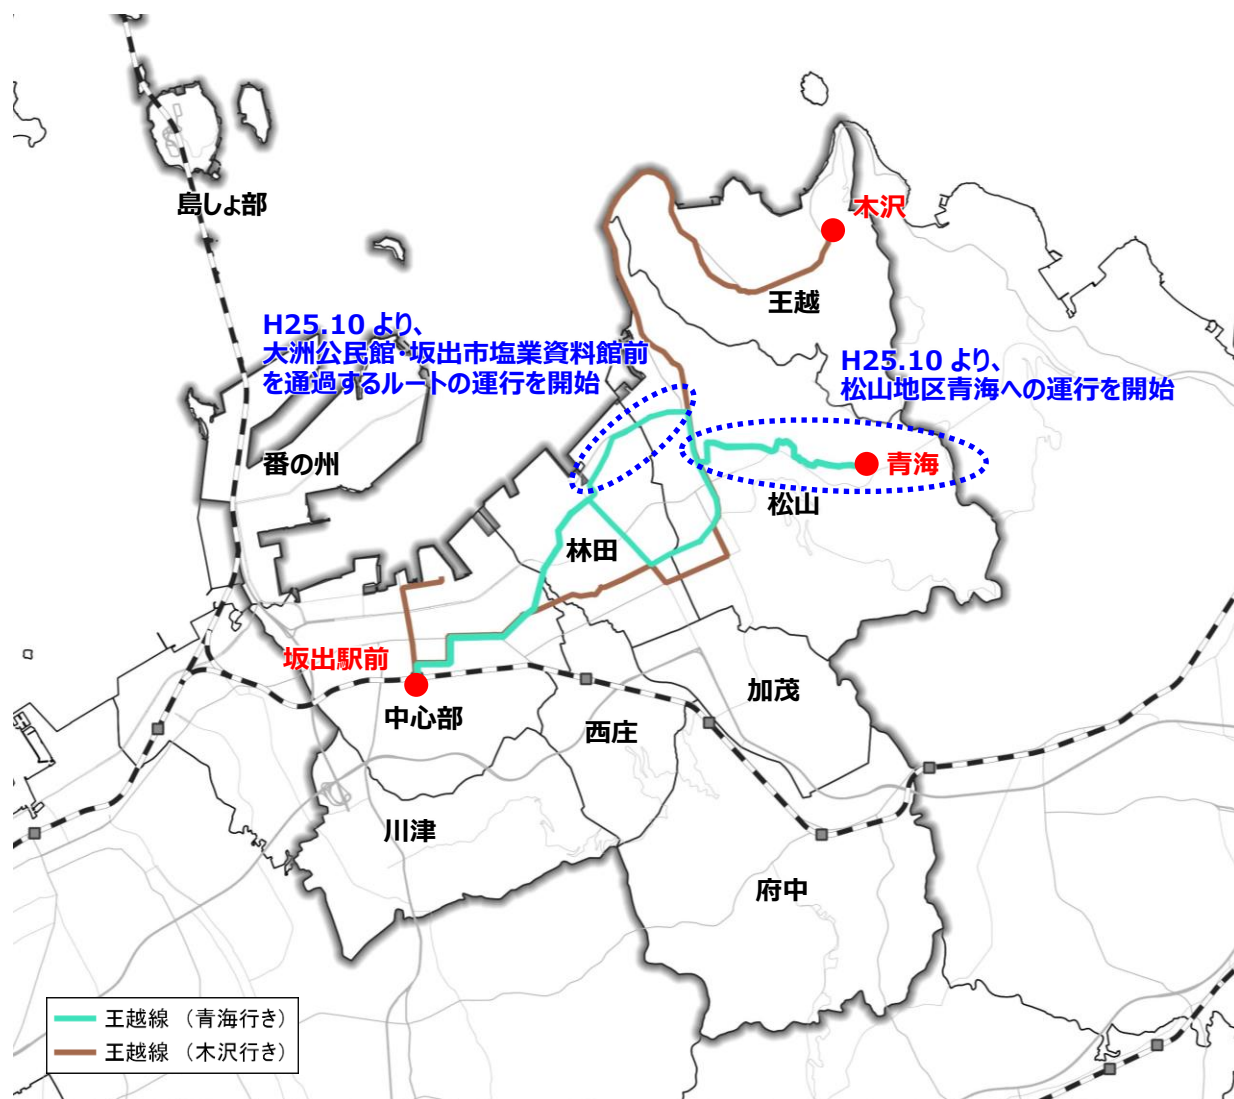 島しょ部
木沢
王越
H25.10 より、
大洲公民館・坂出市塩業資料館前
を通過するルートの運行を開始
H25.10 より、
松山地区青海への運行を開始
番の州
青海
松山
林田
坂出駅前
加茂
中心部
西庄
川津
府中
王越線 （青海行き）
王越線 （木沢行き）